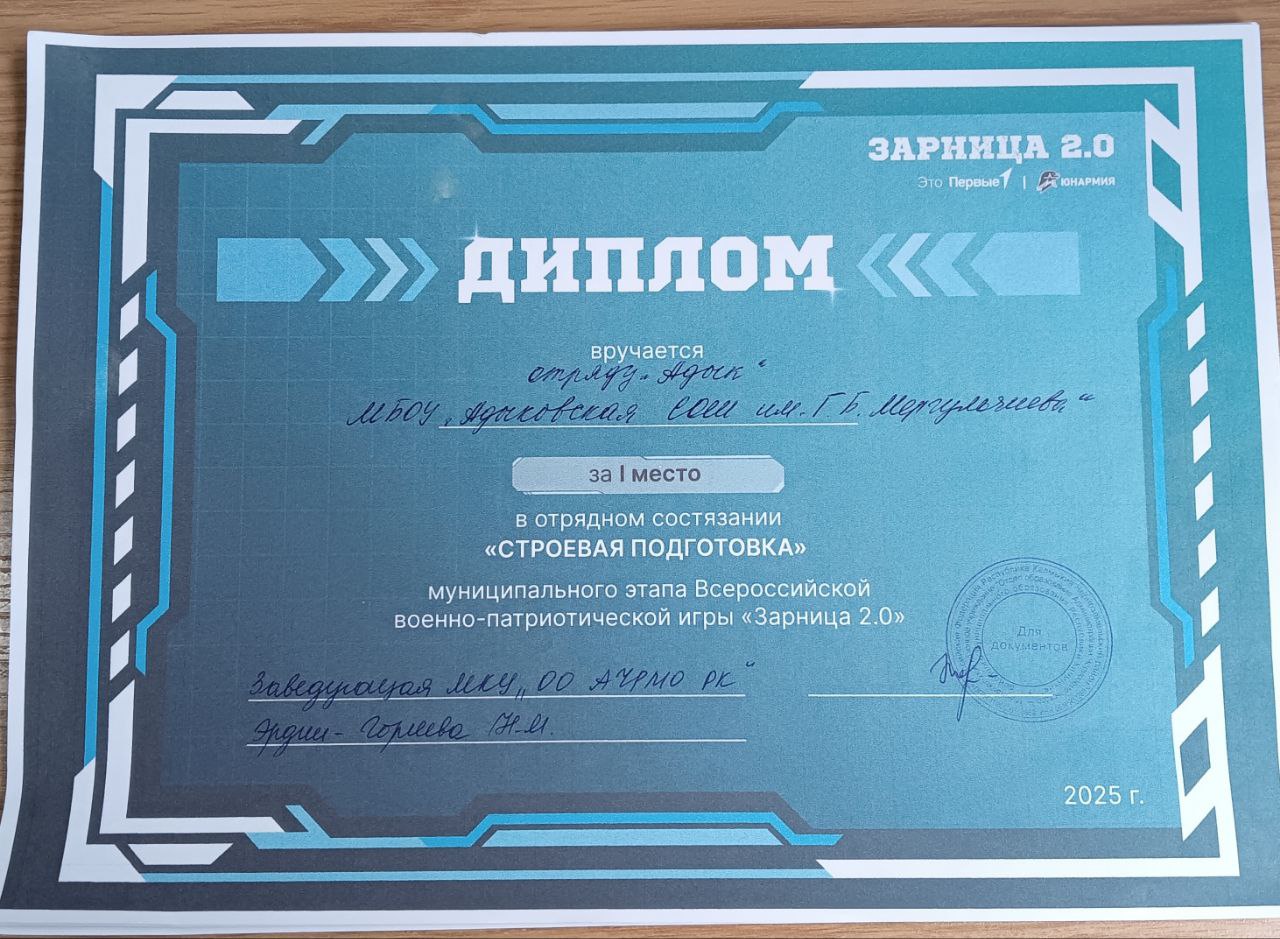 ЗАРНИЦА 2.0
Это Первые | ЮНАРМИЯ
ДИПЛОМ
вручается
отряду „Адык“
МБОУ „Адыковская СОШ им. Г.Б. Мергульчиева“
за I место
в отрядном состязании
«СТРОЕВАЯ ПОДГОТОВКА»
муниципального этапа Всероссийской
военно-патриотической игры «Зарница 2.0»
Заведующая МКУ „ОО АЧРМО РК“
Эрдни-Горяева Н.М.
Для
документов
2025 г.